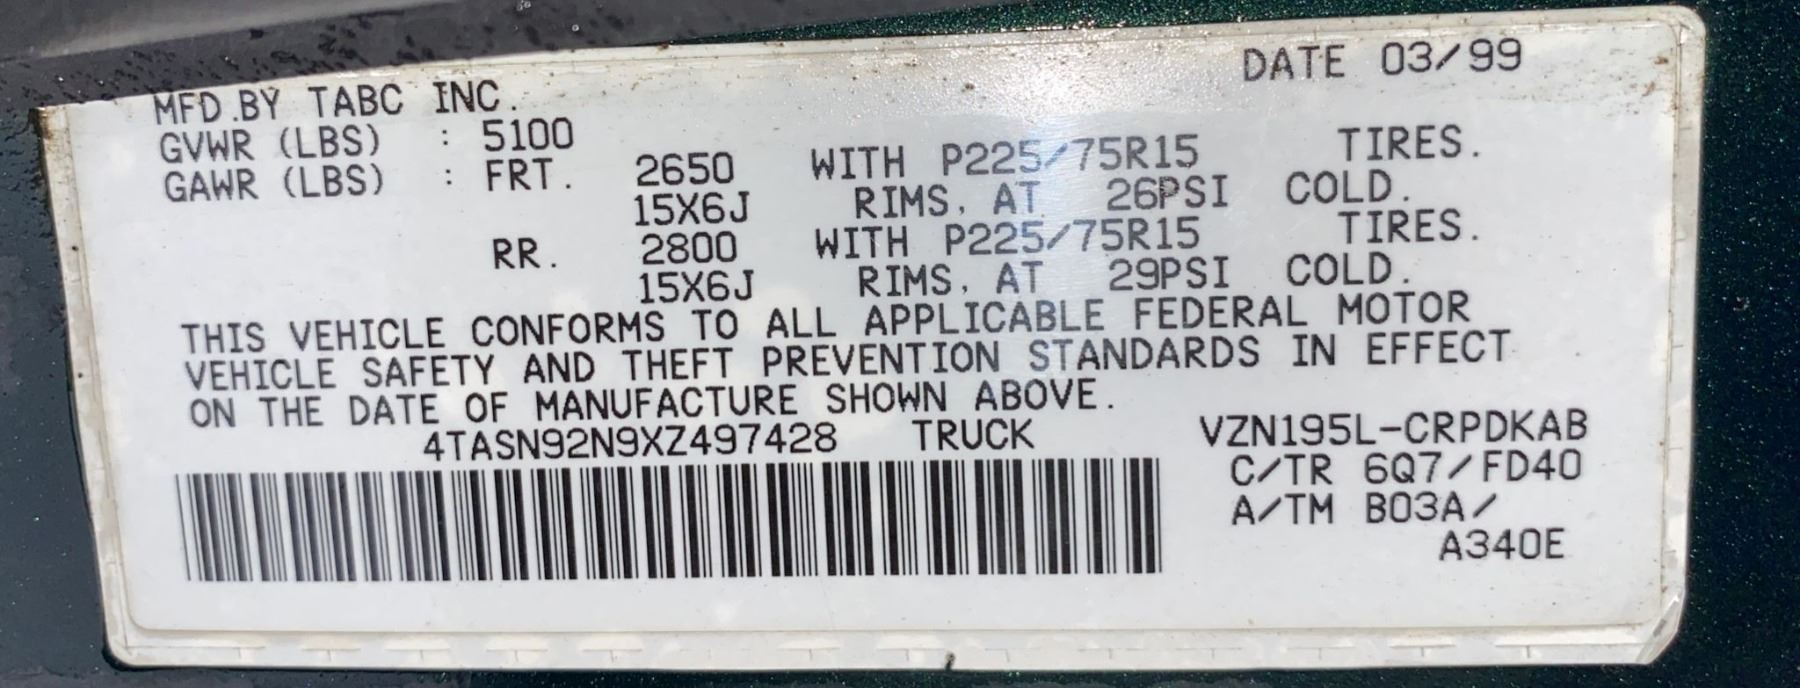 DATE 03/99
MFD.BY TABC INC.
GVWR (LBS) : 5100
GAWR (LBS) : FRT. 2650 WITH P225/75R15 TIRES.
15X6J RIMS, AT 26PSI COLD.
RR. 2800 WITH P225/75R15 TIRES.
15X6J RIMS, AT 29PSI COLD.
THIS VEHICLE CONFORMS TO ALL APPLICABLE FEDERAL MOTOR
VEHICLE SAFETY AND THEFT PREVENTION STANDARDS IN EFFECT
ON THE DATE OF MANUFACTURE SHOWN ABOVE.
4TASN92N9XZ497428 TRUCK VZN195L-CRPDKAB
C/TR 6Q7/FD40
A/TM B03A/
A340E